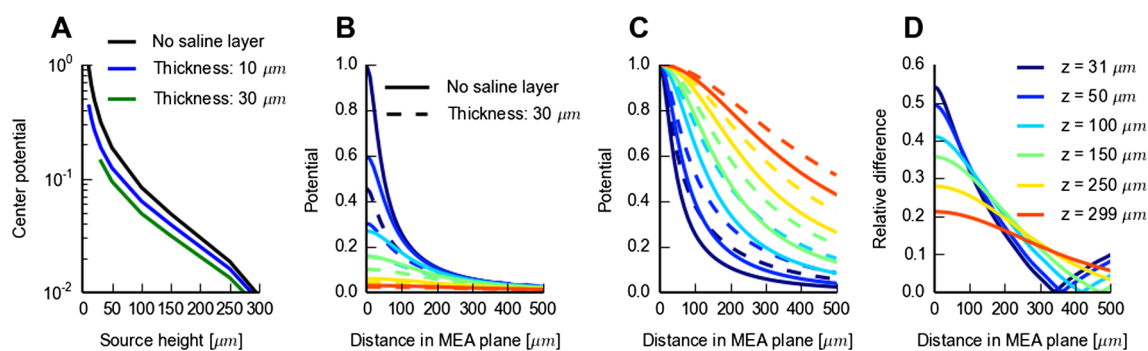 A
No saline layer
Thickness: 10 μm
Thickness: 30 μm
10⁰
10⁻¹
10⁻²
Center potential
0 50 100 150 200 250 300
Source height [μm]
B
No saline layer
Thickness: 30 μm
1.0
0.8
0.6
0.4
0.2
0.0
Potential
0 100 200 300 400 500
Distance in MEA plane [μm]
C
1.0
0.8
0.6
0.4
0.2
0.0
Potential
0 100 200 300 400 500
Distance in MEA plane [μm]
D
z = 31 μm
z = 50 μm
z = 100 μm
z = 150 μm
z = 250 μm
z = 299 μm
0.6
0.5
0.4
0.3
0.2
0.1
0.0
Relative difference
0 100 200 300 400 500
Distance in MEA plane [μm]